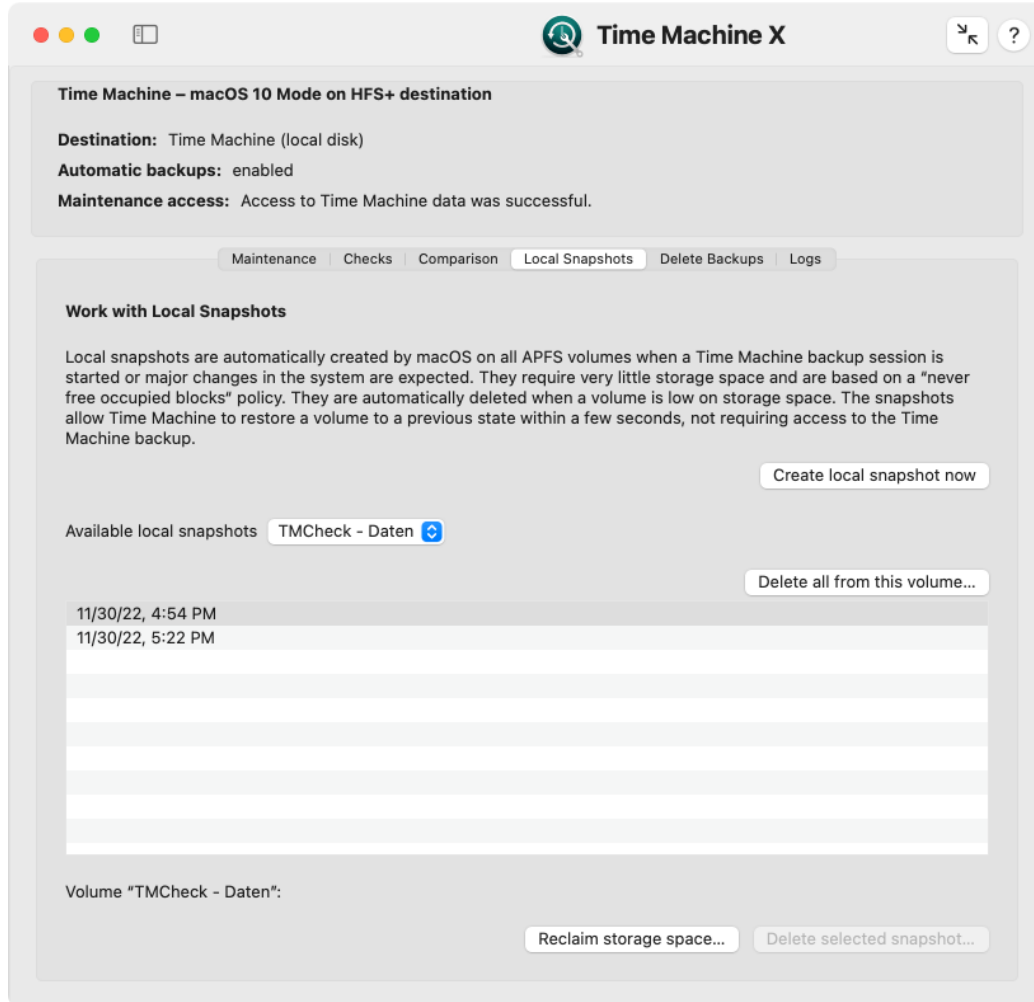 Time Machine X
?
Time Machine – macOS 10 Mode on HFS+ destination
Destination: Time Machine (local disk)
Automatic backups: enabled
Maintenance access: Access to Time Machine data was successful.
Maintenance Checks Comparison Local Snapshots Delete Backups Logs
Work with Local Snapshots
Local snapshots are automatically created by macOS on all APFS volumes when a Time Machine backup session is
started or major changes in the system are expected. They require very little storage space and are based on a “never
free occupied blocks” policy. They are automatically deleted when a volume is low on storage space. The snapshots
allow Time Machine to restore a volume to a previous state within a few seconds, not requiring access to the Time
Machine backup.
Create local snapshot now
Available local snapshots TMCheck - Daten
Delete all from this volume...
11/30/22, 4:54 PM
11/30/22, 5:22 PM
Volume “TMCheck - Daten”:
Reclaim storage space... Delete selected snapshot...